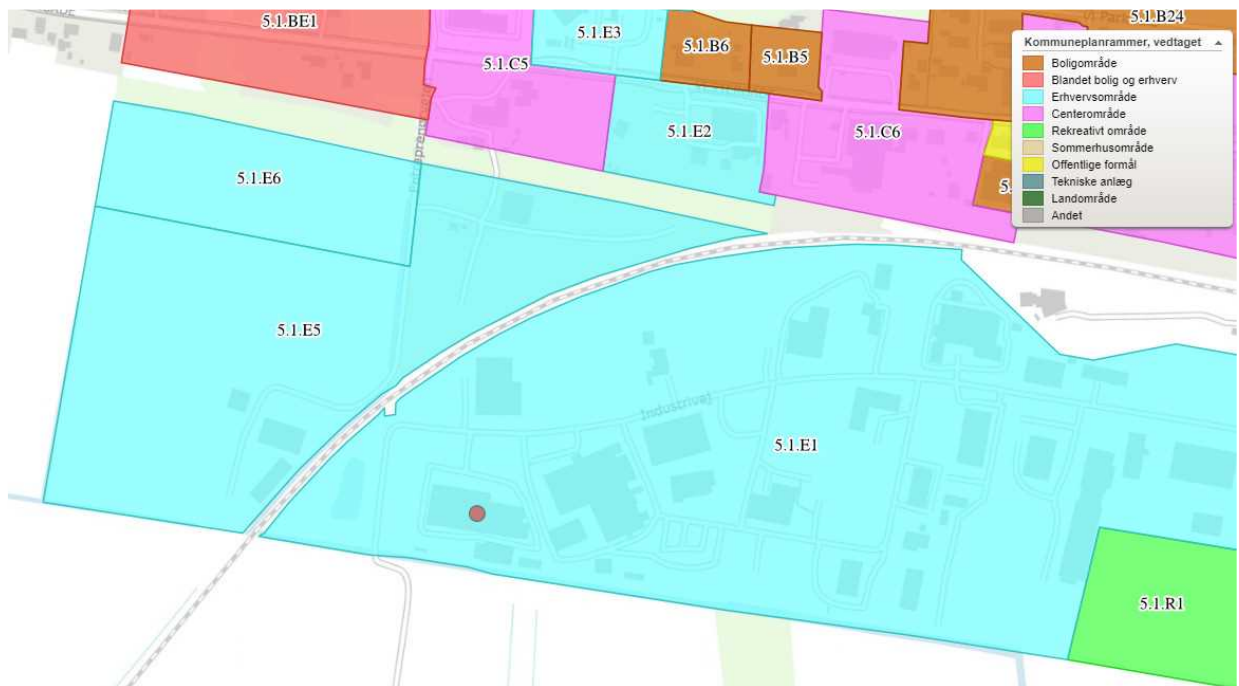 5.1.BE1
5.1.E3
5.1.B6
5.1.B5
5.1.B24
Kommuneplanrammer, vedtaget
Boligområde
Blandet bolig og erhverv
Erhvervsområde
Centerområde
Rekreativt område
Sommerhusområde
Offentlige formål
Tekniske anlæg
Landområde
Andet
5.1.C5
5.1.E2
5.1.C6
5.1.E6
5.1.E5
Industrivej
5.1.E1
5.1.R1